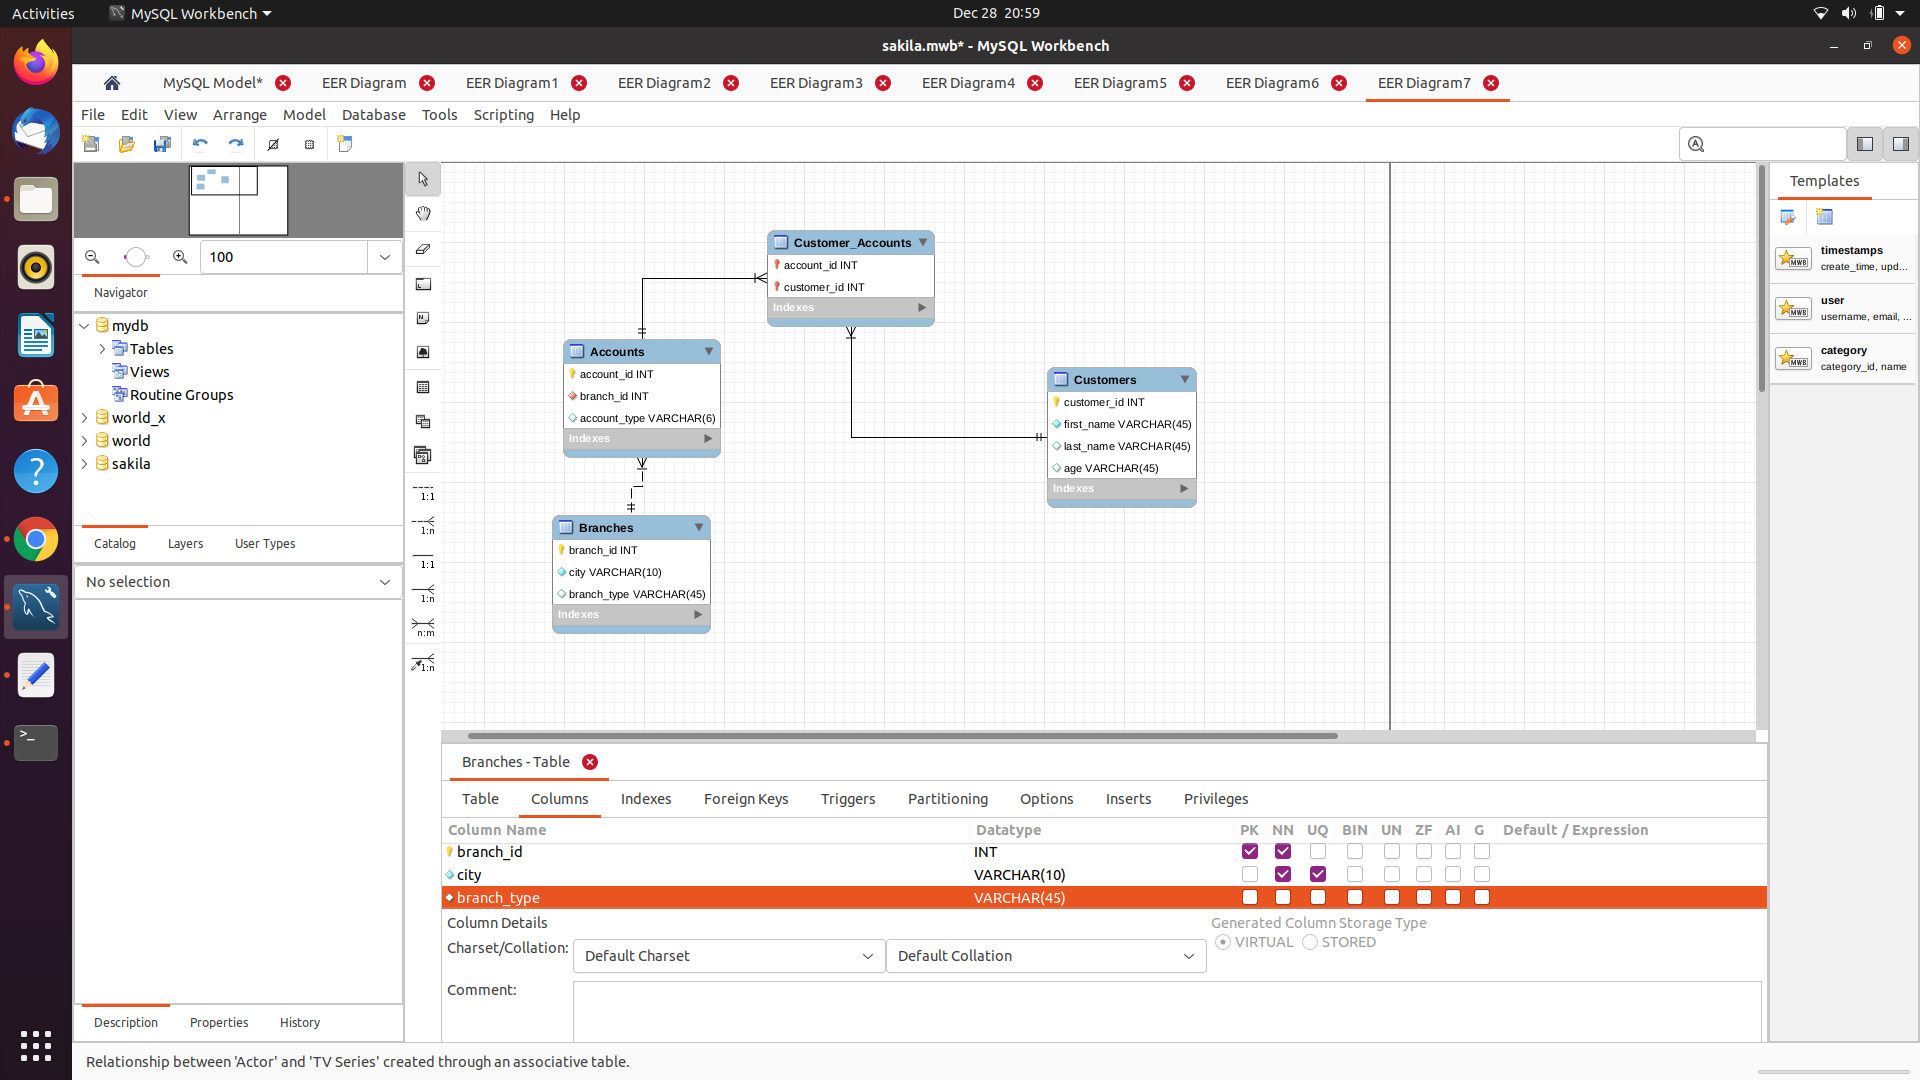 Activities
MySQL Workbench
Dec 28 20:59
sakila.mwb* - MySQL Workbench
MySQL Model*
EER Diagram
EER Diagram1
EER Diagram2
EER Diagram3
EER Diagram4
EER Diagram5
EER Diagram6
EER Diagram7
File
Edit
View
Arrange
Model
Database
Tools
Scripting
Help
100
Navigator
mydb
Tables
Views
Routine Groups
world_x
world
sakila
Catalog
Layers
User Types
No selection
Description
Properties
History
1:1
1:n
1:1
1:n
n:m
1:n
Customer_Accounts
account_id INT
customer_id INT
Indexes
Accounts
account_id INT
branch_id INT
account_type VARCHAR(6)
Indexes
Customers
customer_id INT
first_name VARCHAR(45)
last_name VARCHAR(45)
age VARCHAR(45)
Indexes
Branches
branch_id INT
city VARCHAR(10)
branch_type VARCHAR(45)
Indexes
Templates
MWB
timestamps
create_time, upd...
MWB
user
username, email, ...
MWB
category
category_id, name
Branches - Table
Table
Columns
Indexes
Foreign Keys
Triggers
Partitioning
Options
Inserts
Privileges
Column Name Datatype PK NN UQ BIN UN ZF AI G Default / Expression
branch_id INT
city VARCHAR(10)
branch_type VARCHAR(45)
Column Details
Generated Column Storage Type
Charset/Collation:
Default Charset
Default Collation
VIRTUAL
STORED
Comment:
Relationship between 'Actor' and 'TV Series' created through an associative table.